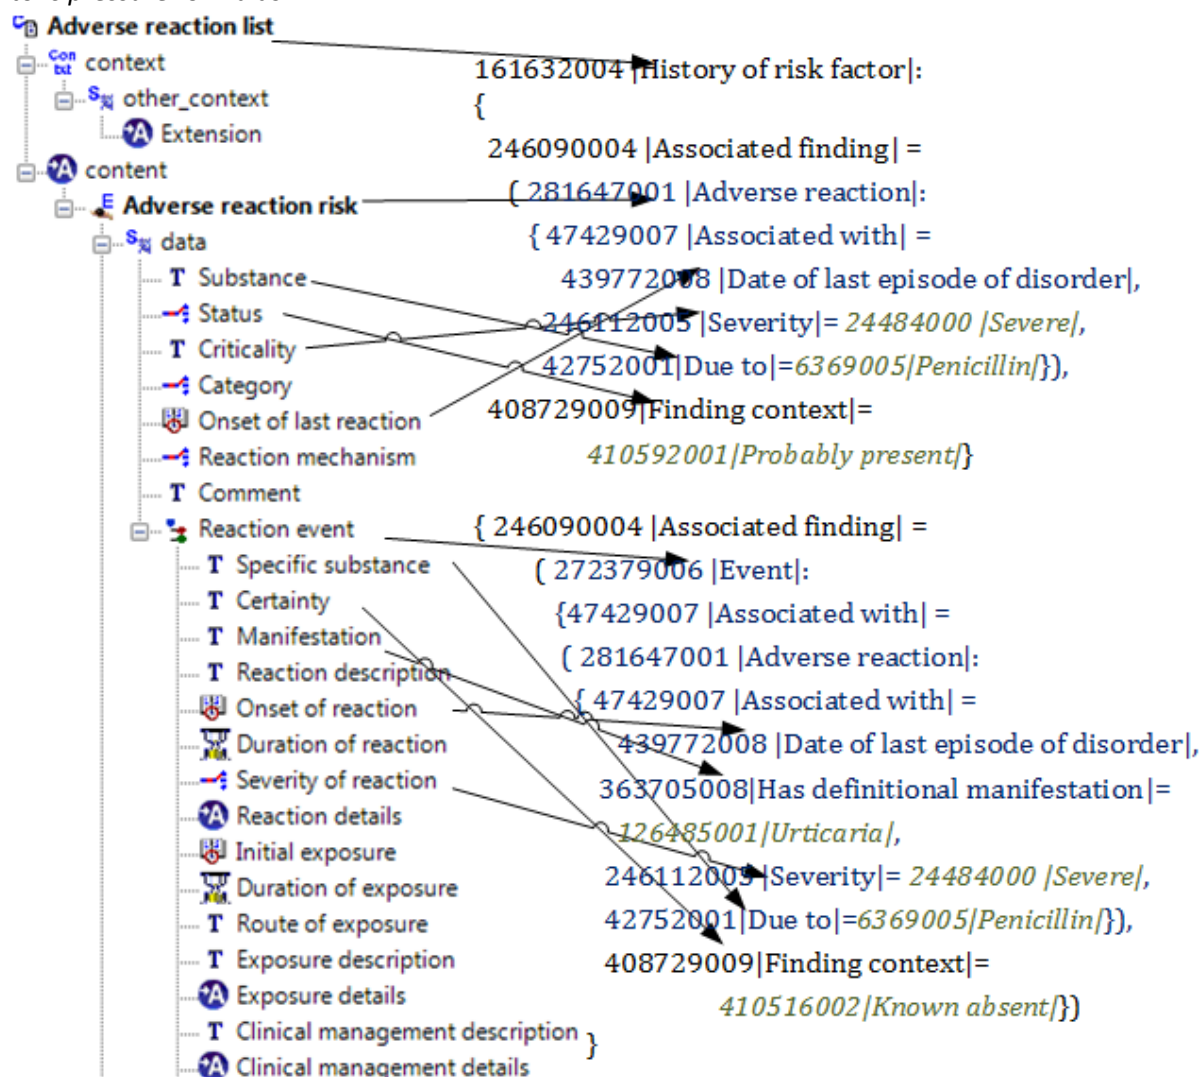 Adverse reaction list
context
other_context
Extension
content
Adverse reaction risk
data
Substance
Status
Criticality
Category
Onset of last reaction
Reaction mechanism
Comment
Reaction event
Specific substance
Certainty
Manifestation
Reaction description
Onset of reaction
Duration of reaction
Severity of reaction
Reaction details
Initial exposure
Duration of exposure
Route of exposure
Exposure description
Exposure details
Clinical management description
Clinical management details
161632004 |History of risk factor|:
{
246090004 |Associated finding| =
( 281647001 |Adverse reaction|:
{ 47429007 |Associated with| =
439772008 |Date of last episode of disorder|,
246112005 |Severity|= 24484000 |Severe|,
42752001|Due to|=6369005|Penicillin|}),
408729009|Finding context|=
410592001|Probably present|}
{ 246090004 |Associated finding| =
( 272379006 |Event|:
{47429007 |Associated with| =
( 281647001 |Adverse reaction|:
{ 47429007 |Associated with| =
439772008 |Date of last episode of disorder|,
363705008|Has definitional manifestation|=
126485001|Urticaria|,
246112005 |Severity|= 24484000 |Severe|,
42752001|Due to|=6369005|Penicillin|}),
408729009|Finding context|=
410516002|Known absent|})
}